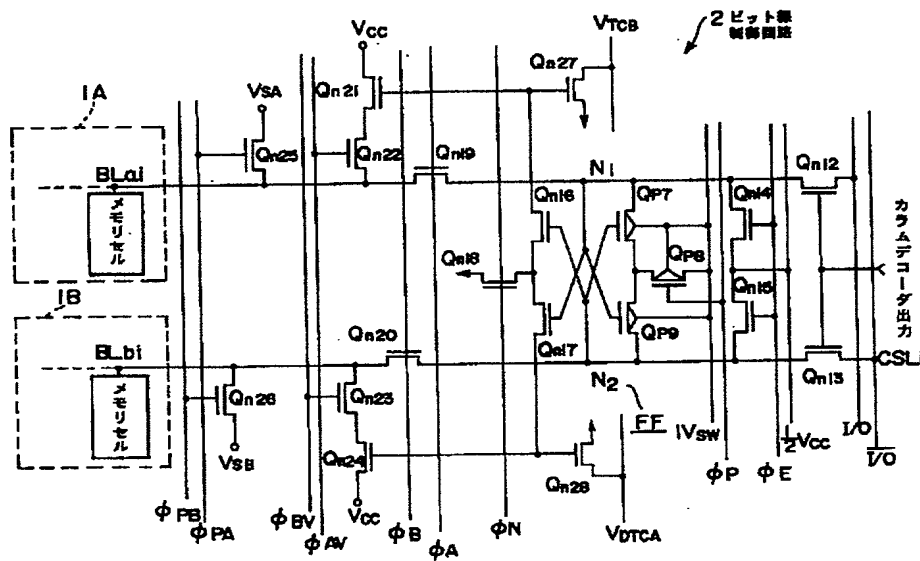 2 ビット線
制御回路
VTCB
VCC
Qn27
Qn21
VSA
1A
Qn25
Qn22
Qn19
N1
Qn12
BLai
Qn16
QP7
Qn14
メモリセル
QP8
Qn18
カラムデコーダ出力
1B
Qn15
Qn20
QP9
Qn17
BLbi
CSLi
N2
Qn13
Qn26
Qn23
FF
VSW
I/O
1/2VCC
I/O
メモリセル
VSB
Qn24
Qn28
φP
φE
φPB
φPA
φBV
φAV
VCC
φB
φA
φN
VDTCA